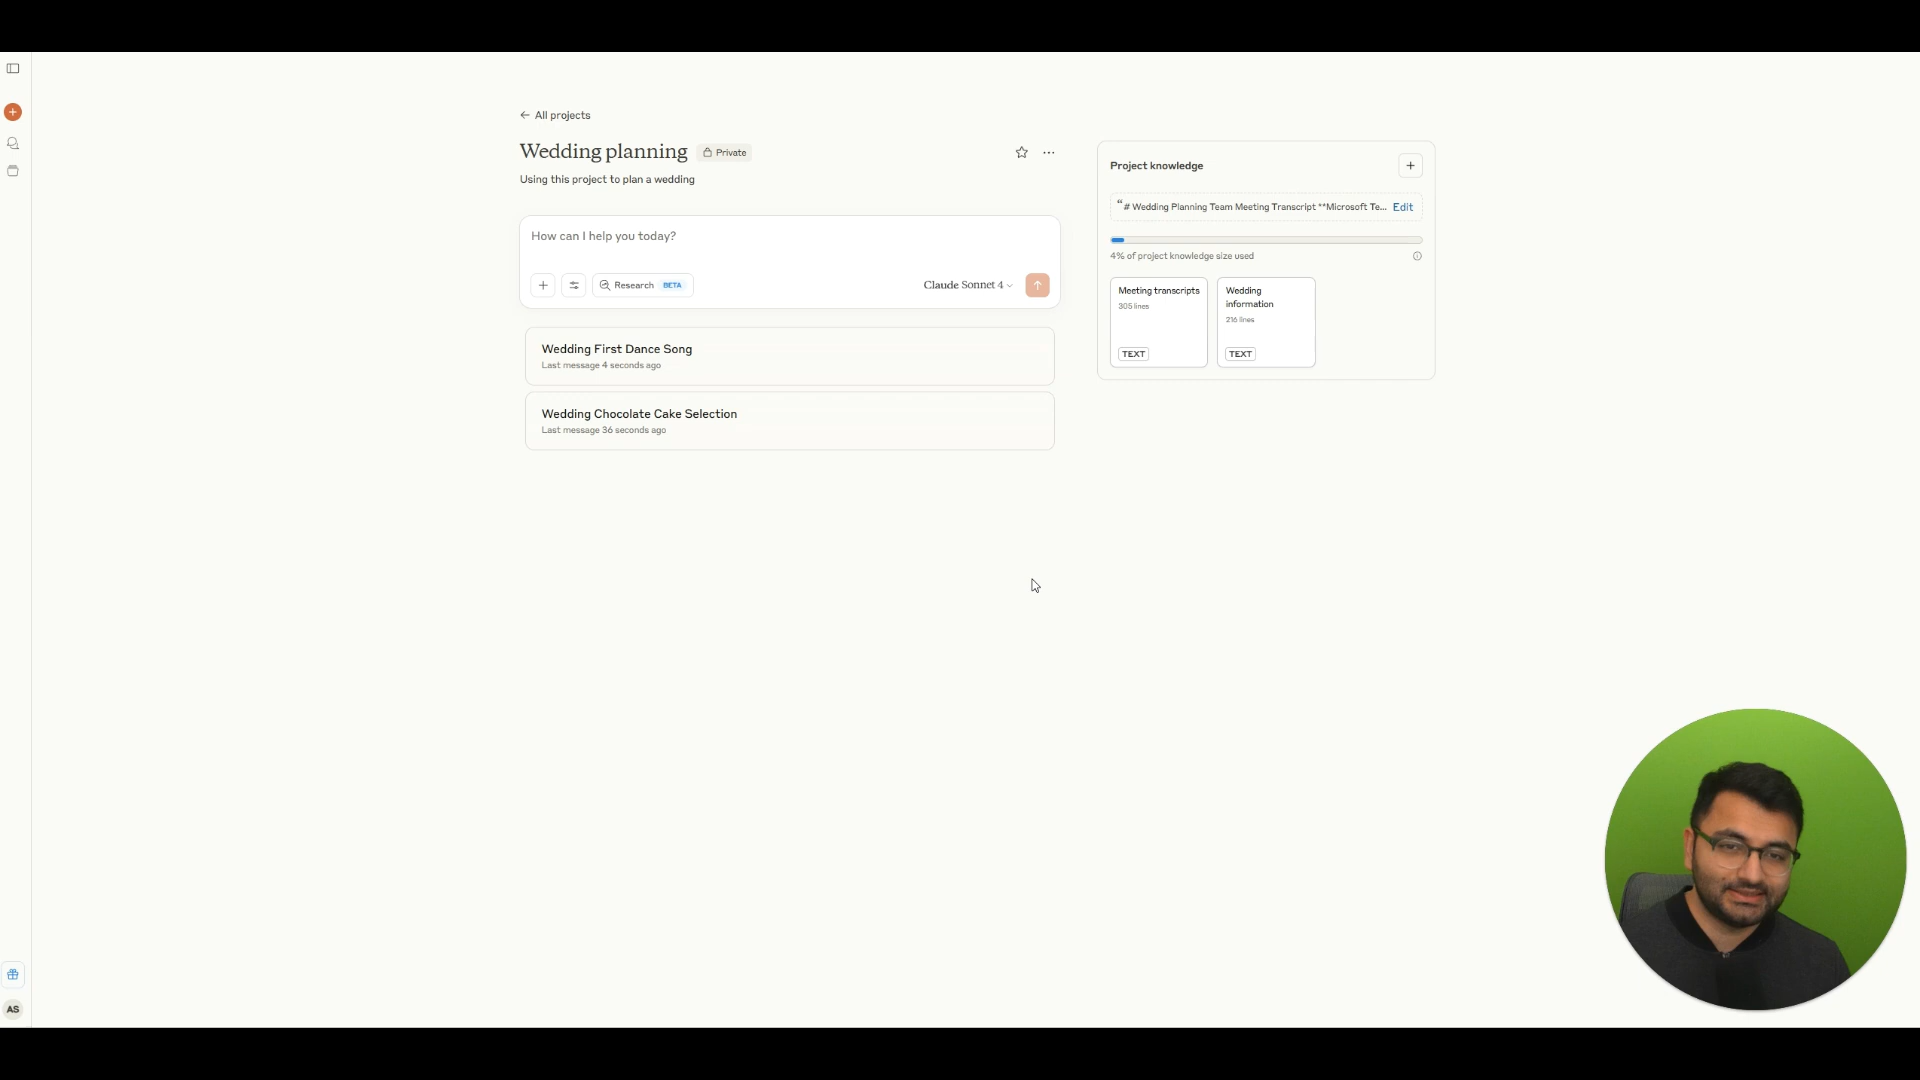 All projects
Wedding planning Private
Using this project to plan a wedding
How can I help you today?
Research BETA
Claude Sonnet 4
Wedding First Dance Song
Last message 4 seconds ago
Wedding Chocolate Cake Selection
Last message 36 seconds ago
Project knowledge
“# Wedding Planning Team Meeting Transcript **Microsoft Te... Edit
4% of project knowledge size used
Meeting transcripts
305 lines
TEXT
Wedding
information
216 lines
TEXT
AS